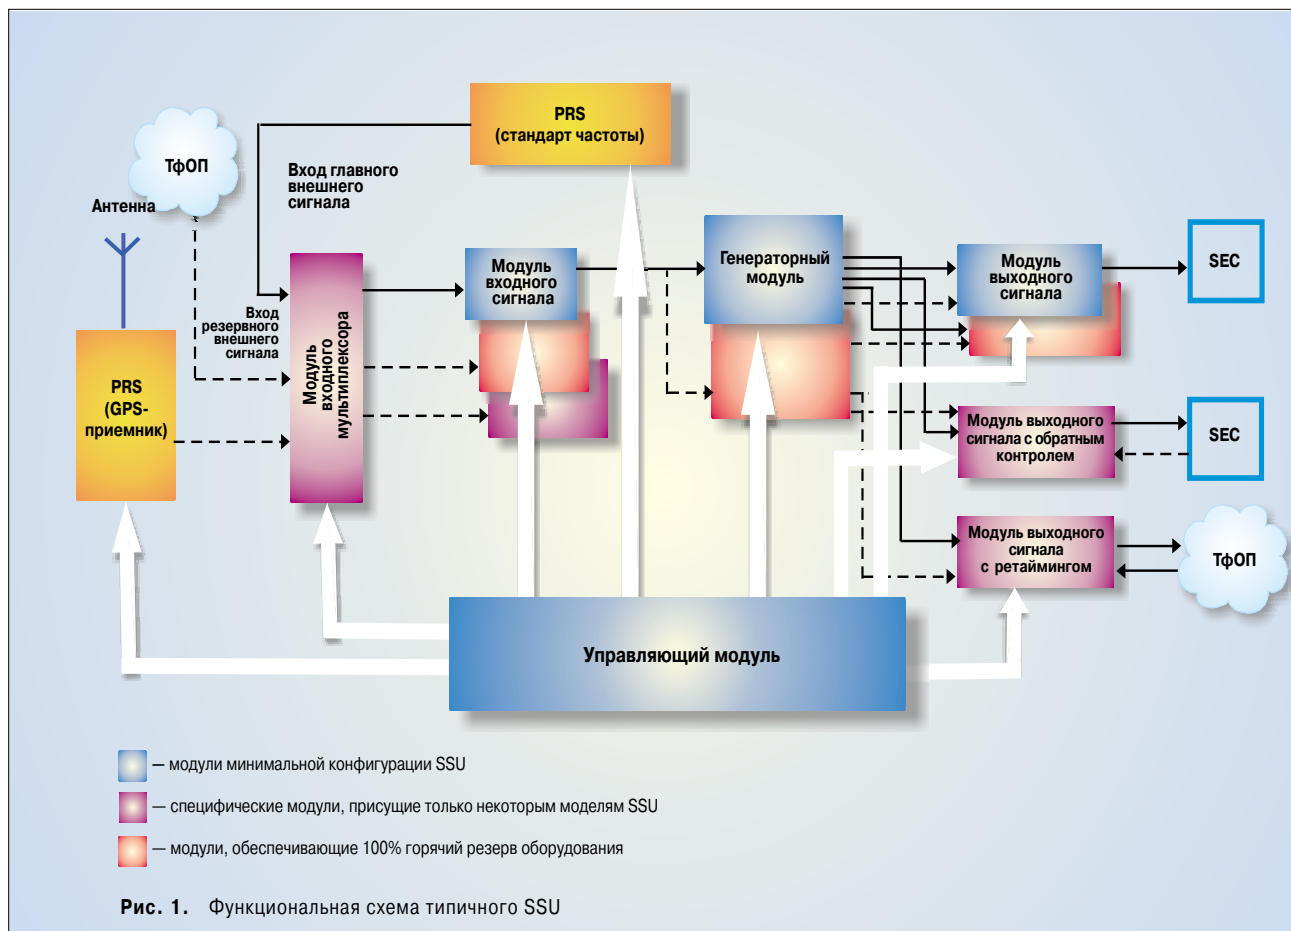 PRS
(стандарт частоты)
ТфОП
Вход главного
внешнего
сигнала
Антенна
Модуль
входного
сигнала
Генераторный
модуль
Модуль
выходного
сигнала
SEC
Вход
резервного
внешнего
сигнала
Модуль
входного
мультиплексора
PRS
(GPS-
приемник)
Модуль выходного
сигнала с обратным
контролем
SEC
Модуль выходного
сигнала
с ретаймингом
ТфОП
Управляющий модуль
— модули минимальной конфигурации SSU
— специфические модули, присущие только некоторым моделям SSU
— модули, обеспечивающие 100% горячий резерв оборудования
Рис. 1. Функциональная схема типичного SSU